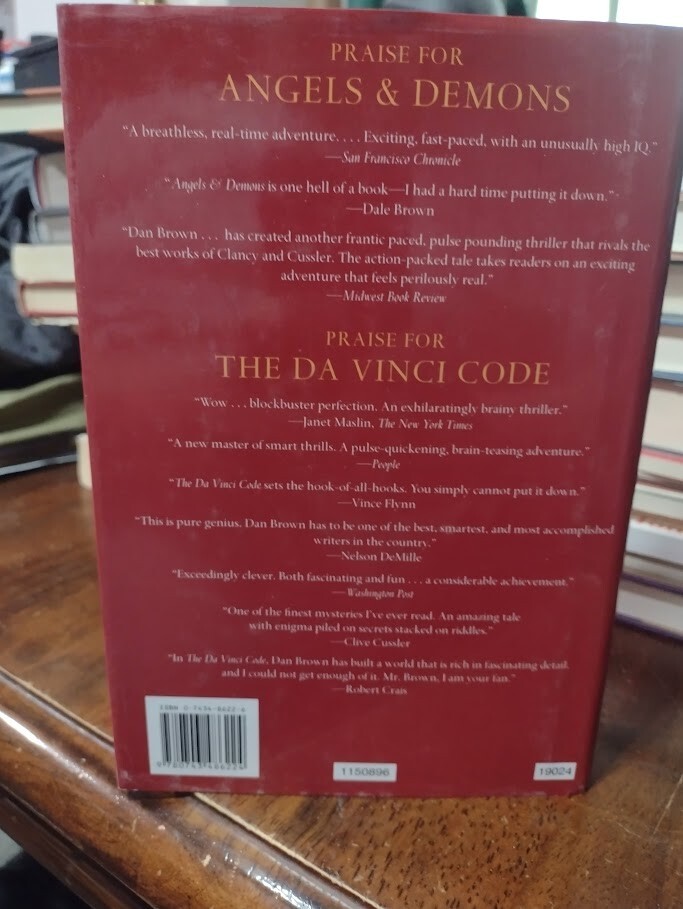 PRAISE FOR
ANGELS & DEMONS
“A breathless, real-time adventure. . . . Exciting, fast-paced, with an unusually high IQ.”
—San Francisco Chronicle
“Angels & Demons is one hell of a book—I had a hard time putting it down.”
—Dale Brown
“Dan Brown . . . has created another frantic paced, pulse pounding thriller that rivals the
best works of Clancy and Cussler. The action-packed tale takes readers on an exciting
adventure that feels perilously real.”
—Midwest Book Review
PRAISE FOR
THE DA VINCI CODE
“Wow . . . blockbuster perfection. An exhilaratingly brainy thriller.”
—Janet Maslin, The New York Times
“A new master of smart thrills. A pulse-quickening, brain-teasing adventure.”
—People
“The Da Vinci Code sets the hook-of-all-hooks. You simply cannot put it down.”
—Vince Flynn
“This is pure genius. Dan Brown has to be one of the best, smartest, and most accomplished
writers in the country.”
—Nelson DeMille
“Exceedingly clever. Both fascinating and fun . . . a considerable achievement.”
—Washington Post
“One of the finest mysteries I’ve ever read. An amazing tale
with enigma piled on secrets stacked on riddles.”
—Clive Cussler
“In The Da Vinci Code, Dan Brown has built a world that is rich in fascinating detail,
and I could not get enough of it. Mr. Brown, I am your fan.”
—Robert Crais
ISBN 0-7434-8622-6
9 780743 486224
1150896
19024